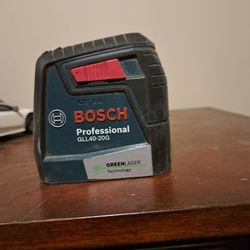 BOSCH
Professional
GLL40-20G
GREENLASER
Technology